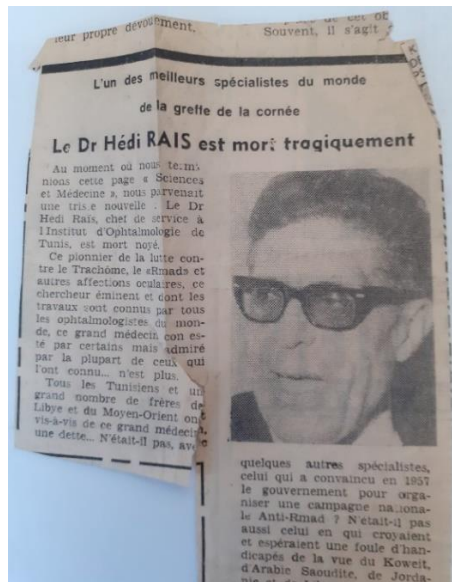 leur propre dévouement.
de cet ob
Souvent, il s'agit
L'un des meilleurs spécialistes du monde
de la greffe de la cornée
Le Dr Hédi RAIS est mort tragiquement
Au moment où nous termi
nions cette page « Sciences
et Médecine », nous parvenait
une triste nouvelle : Le Dr
Hedi Rais, chef de service à
l'Institut d'Ophtalmologie de
Tunis, est mort noyé.
Ce pionnier de la lutte con-
tre le Trachôme, le «Rmad» et
autres affections oculaires, ce
chercheur éminent et dont les
travaux sont connus par tous
les ophtalmologistes du mon-
de, ce grand médecin con es-
té par certains mais admiré
par la plupart de ceux qui
l'ont connu... n'est plus.
Tous les Tunisiens et un
grand nombre de frères de
Libye et du Moyen-Orient ont
vis-à-vis de ce grand médecin,
une dette... N'était-il pas, avec
quelques autres spécialistes,
celui qui a convaincu en 1957
le gouvernement pour orga-
niser une campagne nationa-
le Anti-Rmad ? N'était-il pas
aussi celui en qui croyaient
et espéraient une foule d'han-
dicapés de la vue du Koweit,
d'Arabie Saoudite, de Jorda-